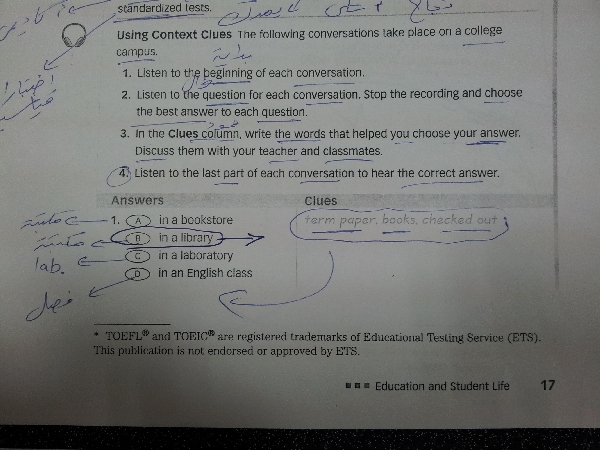 standardized tests.
Using Context Clues The following conversations take place on a college
campus.
بداية
1. Listen to the beginning of each conversation.
سؤال
2. Listen to the question for each conversation. Stop the recording and choose
the best answer to each question.
3. In the Clues column, write the words that helped you choose your answer.
Discuss them with your teacher and classmates.
4. Listen to the last part of each conversation to hear the correct answer.
Answers Clues
1. A in a bookstore term paper, books, checked out
مكتبة
B in a library
مكتبة
C in a laboratory
lab.
D in an English class
فصل
* TOEFL® and TOEIC® are registered trademarks of Educational Testing Service (ETS).
This publication is not endorsed or approved by ETS.
Education and Student Life 17